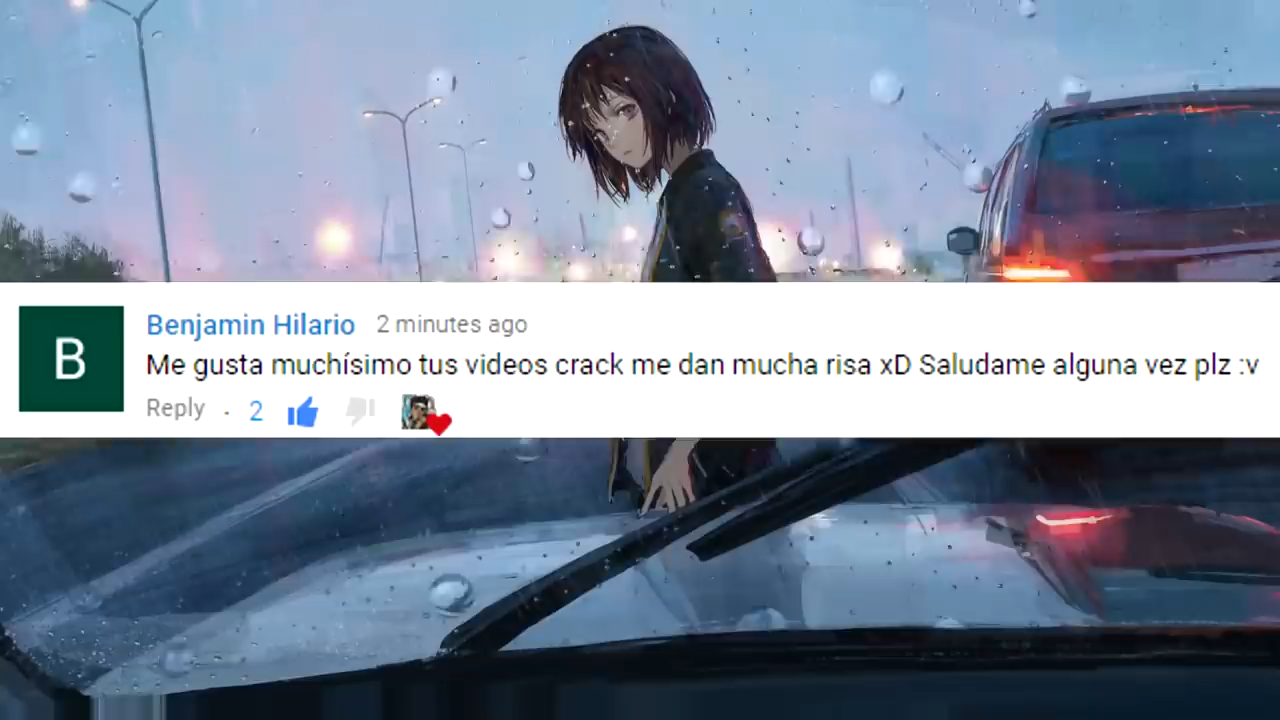 B
Benjamin Hilario 2 minutes ago
Me gusta muchísimo tus videos crack me dan mucha risa xD Saludame alguna vez plz :v
Reply · 2